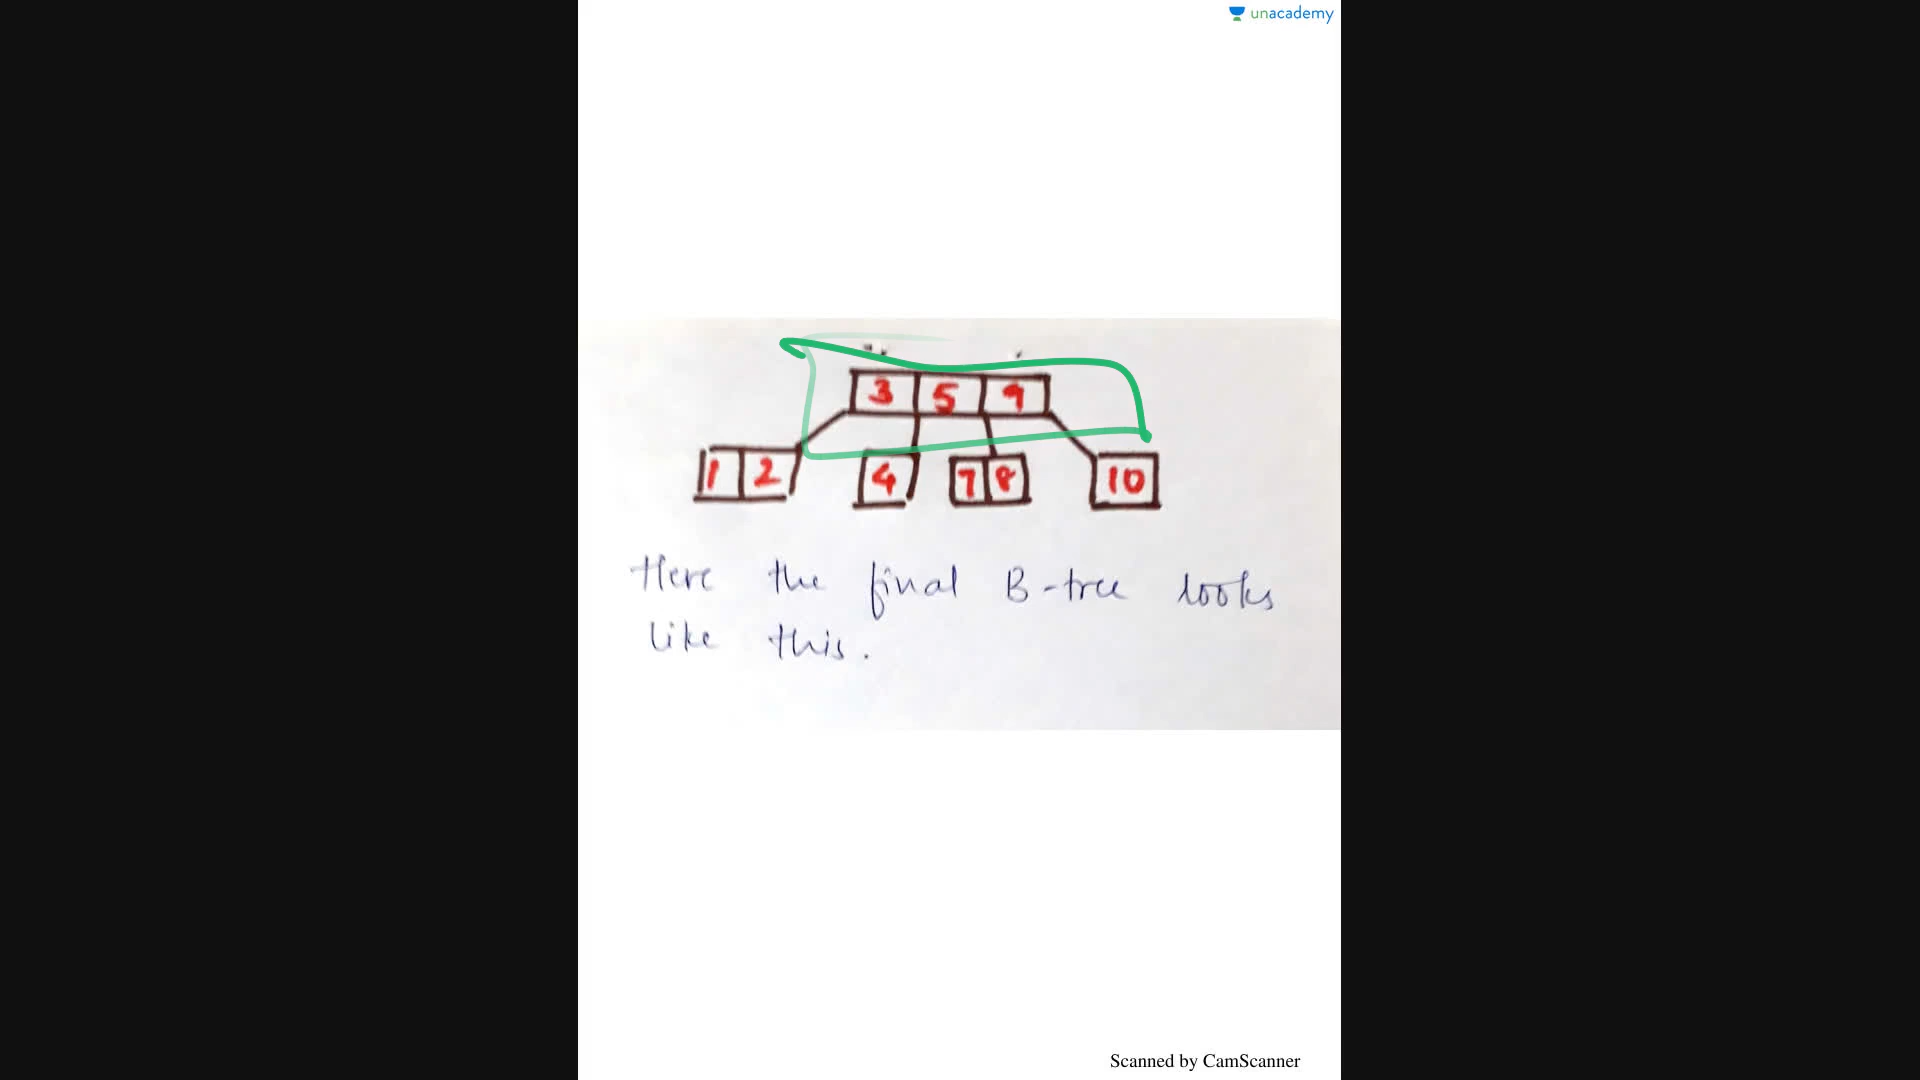 unacademy
3 5 9
1 2 4 7 8 10
Here the final B-tree looks
like this.
Scanned by CamScanner